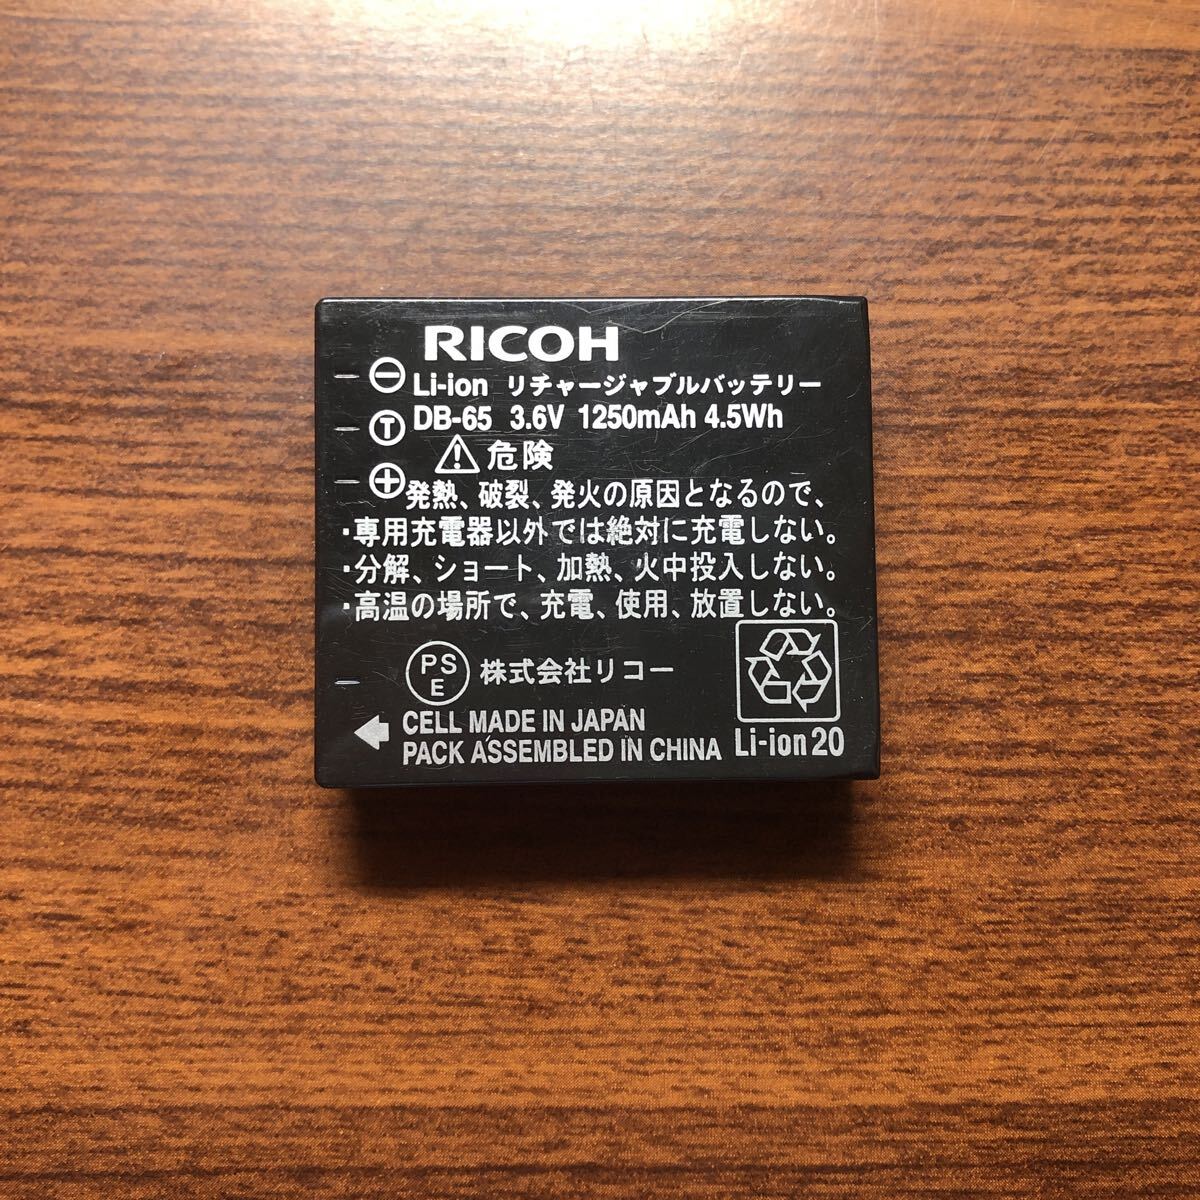 RICOH
⊖ Li-ion リチャージャブルバッテリー
Ⓣ DB-65 3.6V 1250mAh 4.5Wh
⚠危険
⊕ 発熱、破裂、発火の原因となるので、
・専用充電器以外では絶対に充電しない。
・分解、ショート、加熱、火中投入しない。
・高温の場所で、充電、使用、放置しない。
PSE 株式会社リコー
CELL MADE IN JAPAN
PACK ASSEMBLED IN CHINA
Li-ion 20